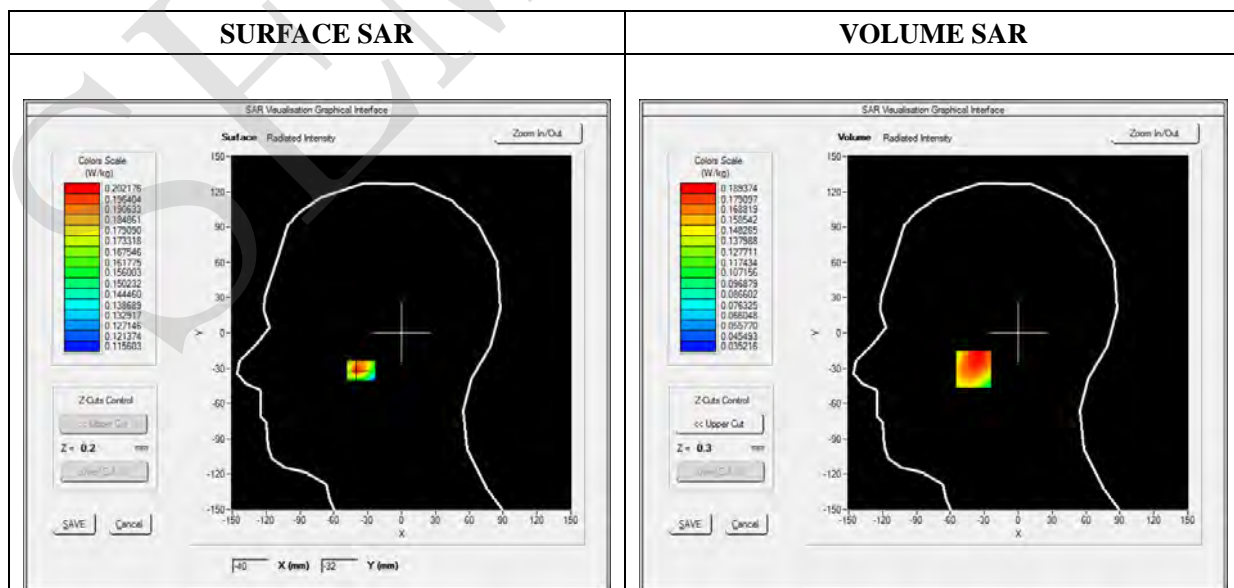 SURFACE SAR
VOLUME SAR
SAR Visualisation Graphical Interface
Surface Radiated Intensity
Zoom In/Out
Colors Scale
(W/kg)
0.202176
0.196404
0.190633
0.184861
0.179090
0.173318
0.167546
0.161775
0.156003
0.150232
0.144460
0.138689
0.132917
0.127146
0.121374
0.115603
Z-Cuts Control
<< Upper Cut
Z = 0.2 mm
SAVE
Cancel
150
120
90
60
30
0
-30
-60
-90
-120
-150
Y
-150 -120 -90 -60 -30 0 30 60 90 120 150
X
-40 X (mm) -32 Y (mm)
SAR Visualisation Graphical Interface
Volume Radiated Intensity
Zoom In/Out
Colors Scale
(W/kg)
0.189374
0.179097
0.168819
0.158542
0.148265
0.137988
0.127711
0.117434
0.107156
0.096879
0.086602
0.076325
0.066048
0.055770
0.045493
0.035216
Z-Cuts Control
<< Upper Cut
Z = 0.3 mm
SAVE
Cancel
150
120
90
60
30
0
-30
-60
-90
-120
-150
Y
-150 -120 -90 -60 -30 0 30 60 90 120 150
X